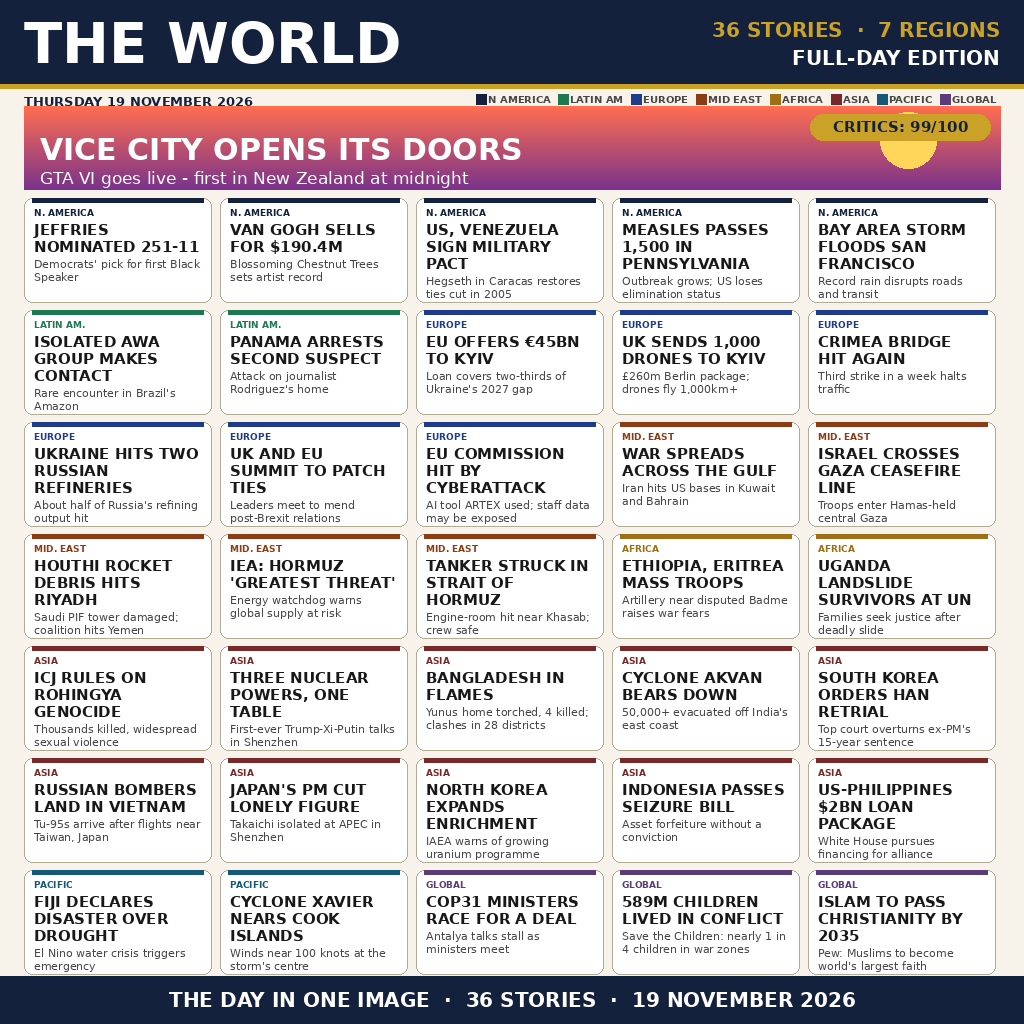 THE WORLD
36 STORIES · 7 REGIONS
FULL-DAY EDITION
THURSDAY 19 NOVEMBER 2026
N AMERICA LATIN AM EUROPE MID EAST AFRICA ASIA PACIFIC GLOBAL
CRITICS: 99/100
VICE CITY OPENS ITS DOORS
GTA VI goes live - first in New Zealand at midnight
N. AMERICA
JEFFRIES
NOMINATED 251-11
Democrats' pick for first Black
Speaker
N. AMERICA
VAN GOGH SELLS
FOR $190.4M
Blossoming Chestnut Trees
sets artist record
N. AMERICA
US, VENEZUELA
SIGN MILITARY
PACT
Hegseth in Caracas restores
ties cut in 2005
N. AMERICA
MEASLES PASSES
1,500 IN
PENNSYLVANIA
Outbreak grows; US loses
elimination status
N. AMERICA
BAY AREA STORM
FLOODS SAN
FRANCISCO
Record rain disrupts roads
and transit
LATIN AM.
ISOLATED AWA
GROUP MAKES
CONTACT
Rare encounter in Brazil's
Amazon
LATIN AM.
PANAMA ARRESTS
SECOND SUSPECT
Attack on journalist
Rodriguez's home
EUROPE
EU OFFERS €45BN
TO KYIV
Loan covers two-thirds of
Ukraine's 2027 gap
EUROPE
UK SENDS 1,000
DRONES TO KYIV
£260m Berlin package;
drones fly 1,000km+
EUROPE
CRIMEA BRIDGE
HIT AGAIN
Third strike in a week halts
traffic
EUROPE
UKRAINE HITS TWO
RUSSIAN
REFINERIES
About half of Russia's refining
output hit
EUROPE
UK AND EU
SUMMIT TO PATCH
TIES
Leaders meet to mend
post-Brexit relations
EUROPE
EU COMMISSION
HIT BY
CYBERATTACK
AI tool ARTEX used; staff data
may be exposed
MID. EAST
WAR SPREADS
ACROSS THE GULF
Iran hits US bases in Kuwait
and Bahrain
MID. EAST
ISRAEL CROSSES
GAZA CEASEFIRE
LINE
Troops enter Hamas-held
central Gaza
MID. EAST
HOUTHI ROCKET
DEBRIS HITS
RIYADH
Saudi PIF tower damaged;
coalition hits Yemen
MID. EAST
IEA: HORMUZ
'GREATEST THREAT'
Energy watchdog warns
global supply at risk
MID. EAST
TANKER STRUCK IN
STRAIT OF
HORMUZ
Engine-room hit near Khasab;
crew safe
AFRICA
ETHIOPIA, ERITREA
MASS TROOPS
Artillery near disputed Badme
raises war fears
AFRICA
UGANDA
LANDSLIDE
SURVIVORS AT UN
Families seek justice after
deadly slide
ASIA
ICJ RULES ON
ROHINGYA
GENOCIDE
Thousands killed, widespread
sexual violence
ASIA
THREE NUCLEAR
POWERS, ONE
TABLE
First-ever Trump-Xi-Putin talks
in Shenzhen
ASIA
BANGLADESH IN
FLAMES
Yunus home torched, 4 killed;
clashes in 28 districts
ASIA
CYCLONE AKVAN
BEARS DOWN
50,000+ evacuated off India's
east coast
ASIA
SOUTH KOREA
ORDERS HAN
RETRIAL
Top court overturns ex-PM's
15-year sentence
ASIA
RUSSIAN BOMBERS
LAND IN VIETNAM
Tu-95s arrive after flights near
Taiwan, Japan
ASIA
JAPAN'S PM CUT
LONELY FIGURE
Takaichi isolated at APEC in
Shenzhen
ASIA
NORTH KOREA
EXPANDS
ENRICHMENT
IAEA warns of growing
uranium programme
ASIA
INDONESIA PASSES
SEIZURE BILL
Asset forfeiture without a
conviction
ASIA
US-PHILIPPINES
$2BN LOAN
PACKAGE
White House pursues
financing for alliance
PACIFIC
FIJI DECLARES
DISASTER OVER
DROUGHT
El Nino water crisis triggers
emergency
PACIFIC
CYCLONE XAVIER
NEARS COOK
ISLANDS
Winds near 100 knots at the
storm's centre
GLOBAL
COP31 MINISTERS
RACE FOR A DEAL
Antalya talks stall as
ministers meet
GLOBAL
589M CHILDREN
LIVED IN CONFLICT
Save the Children: nearly 1 in
4 children in war zones
GLOBAL
ISLAM TO PASS
CHRISTIANITY BY
2035
Pew: Muslims to become
world's largest faith
THE DAY IN ONE IMAGE · 36 STORIES · 19 NOVEMBER 2026